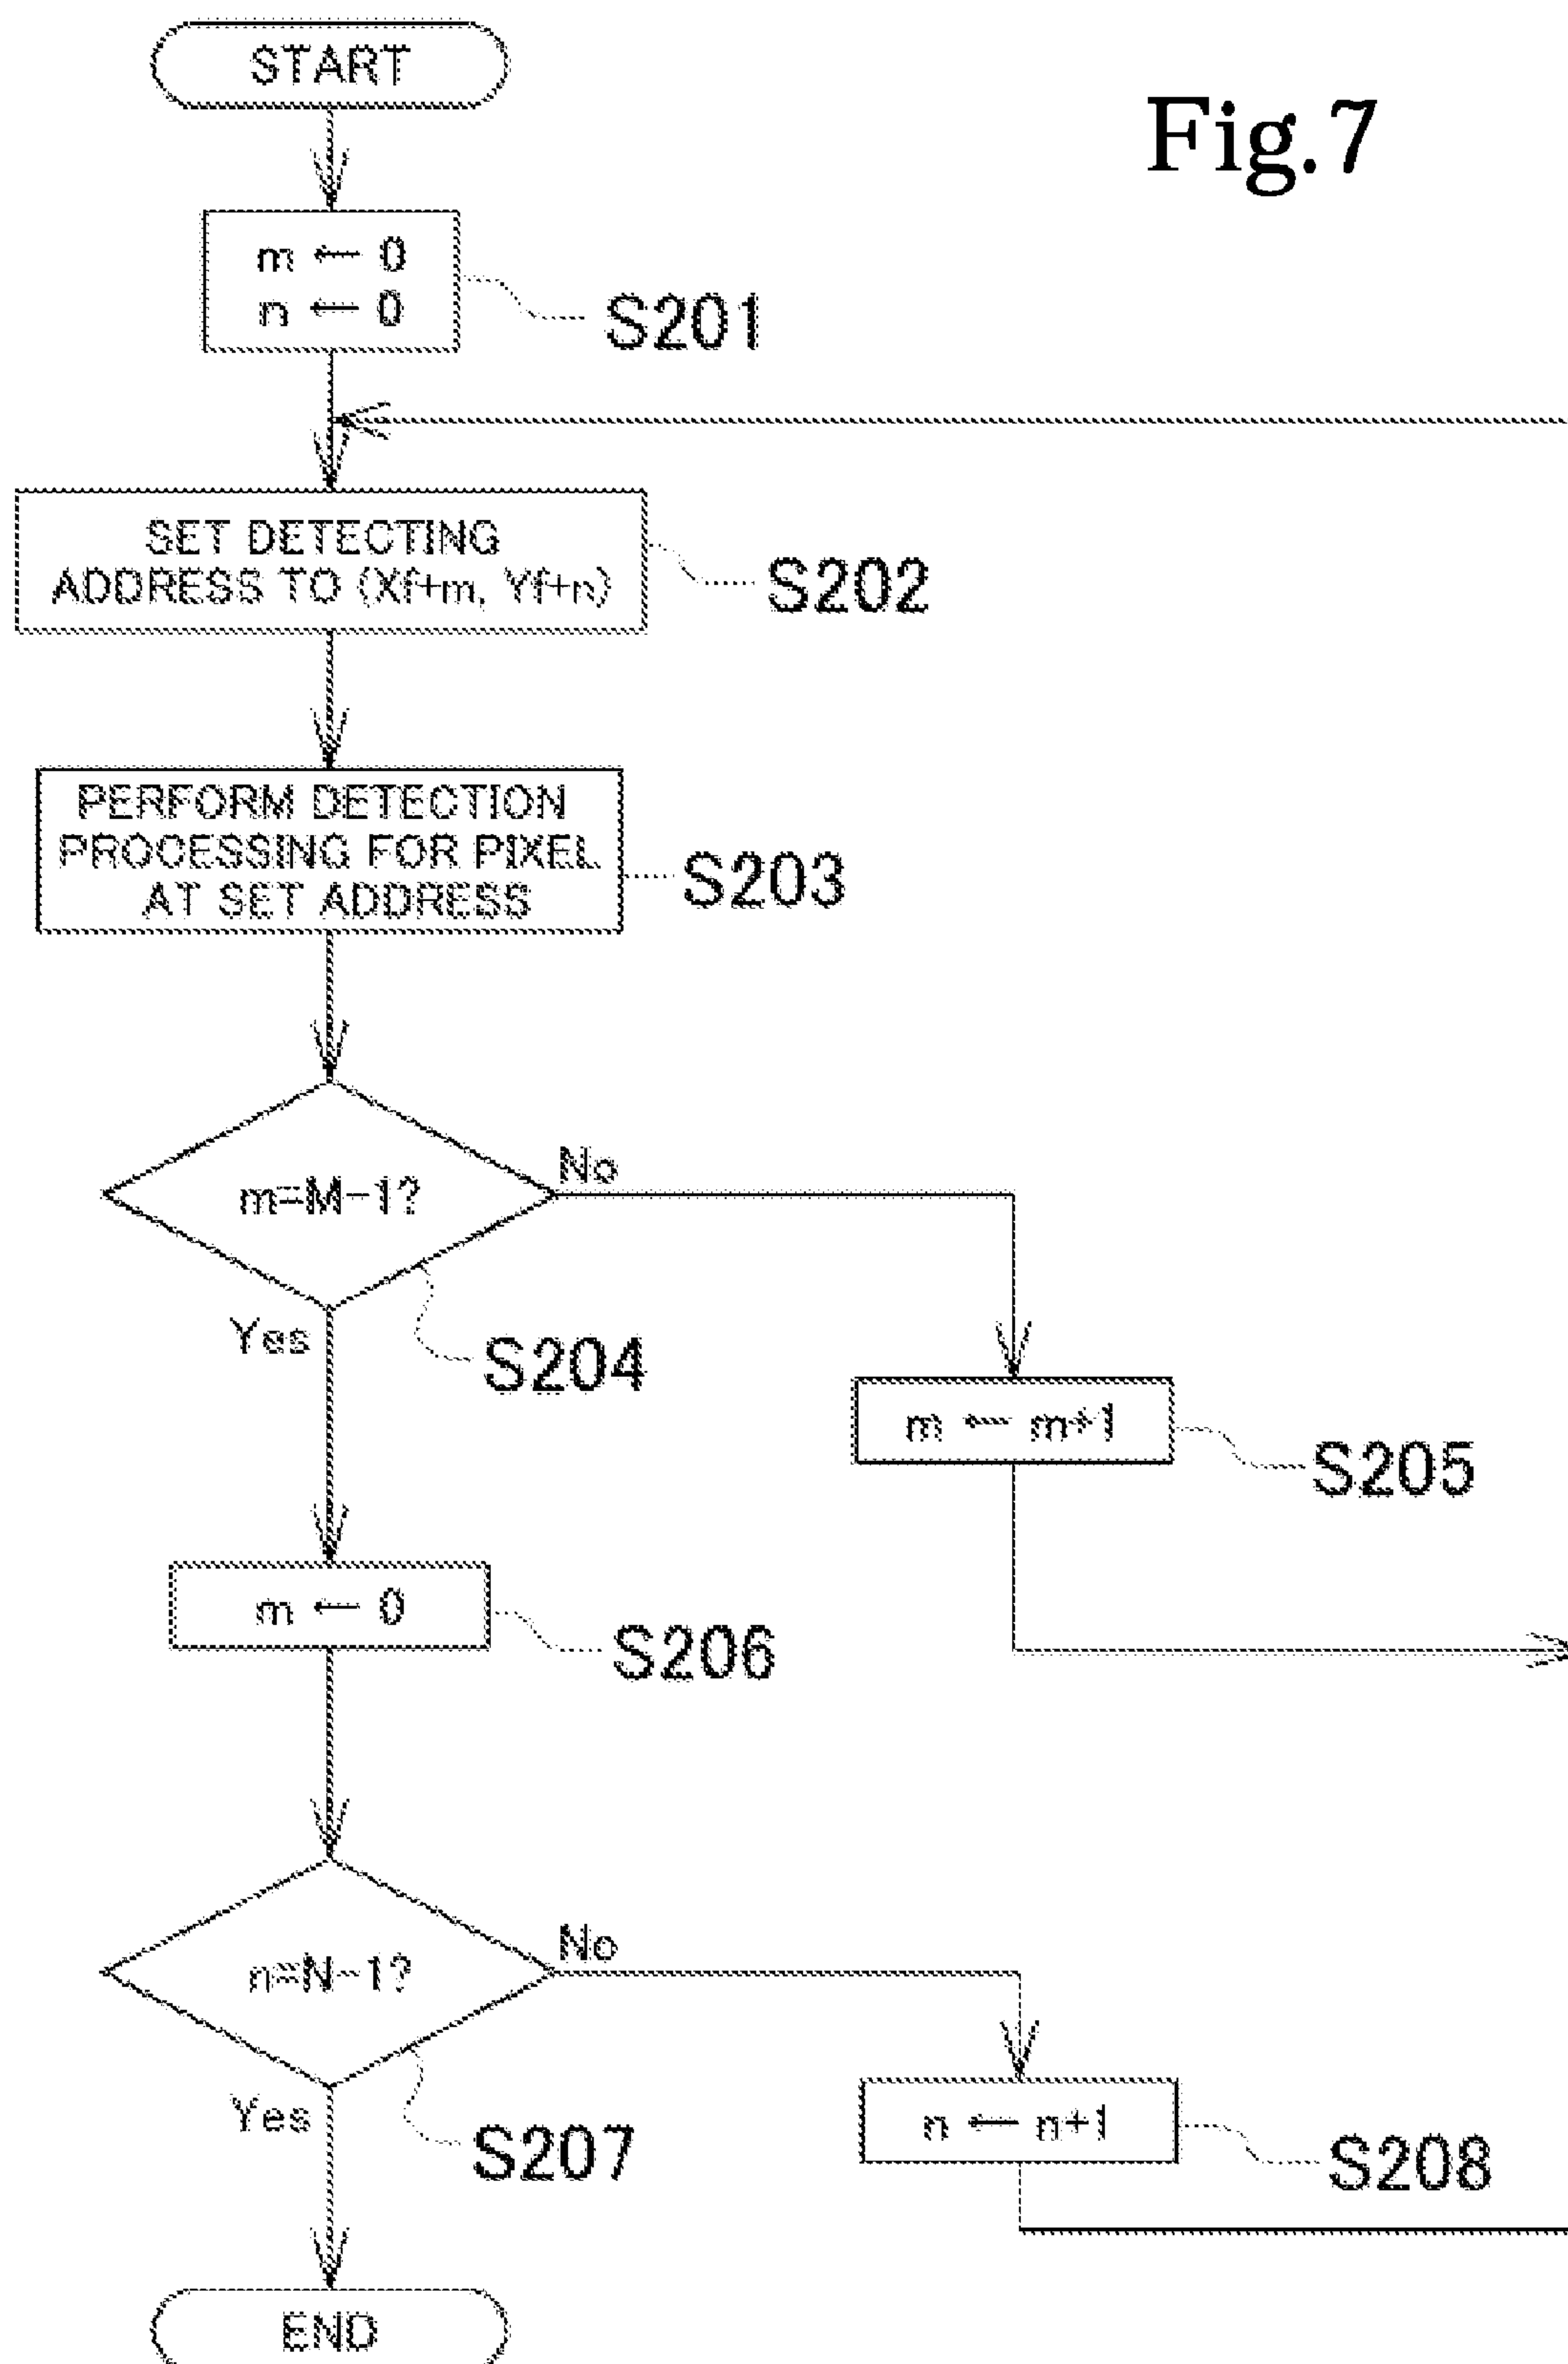 START
Fig.7
m ← 0
n ← 0
S201
SET DETECTING
ADDRESS TO (Xf+m, Yf+n)
S202
PERFORM DETECTION
PROCESSING FOR PIXEL
AT SET ADDRESS
S203
m=M-1?
No
Yes
S204
m ← m+1
S205
m ← 0
S206
n=N-1?
No
Yes
S207
n ← n+1
S208
END